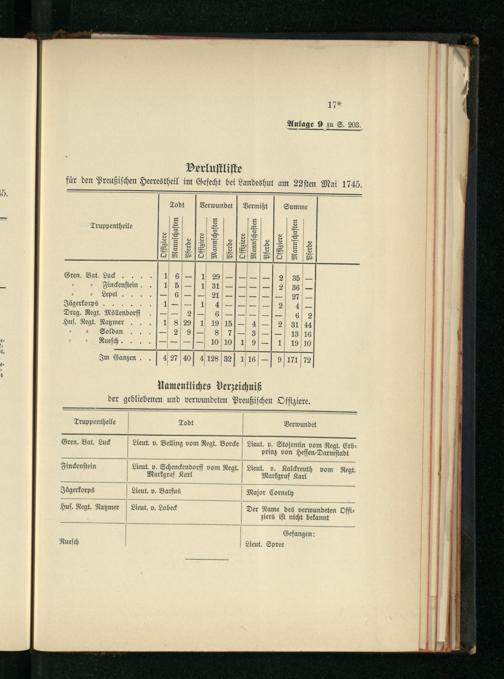 17*
Anlage 9 zu S. 203.
Verlustliste
für den Preußischen Heerestheil im Gefecht bei Landeshut am 22sten Mai 1745.
Truppentheile Todt Verwundet Vermißt Summe
Offiziere Mannschaften Pferde Offiziere Mannschaften Pferde Offiziere Mannschaften Pferde Offiziere Mannschaften Pferde
Gren. Bat. Luck . . . . 1 6 — 1 29 — — — — 2 35 —
" " Finckenstein . . 1 5 — 1 31 — — — — 2 36 —
" " Lepel . . . . — 6 — — 21 — — — — — 27 —
Jägerkorps . . . . . 1 — — 1 4 — — — — 2 4 —
Drag. Regt. Möllendorff — — 2 — 6 — — — — — 6 2
Hus. Regt. Natzmer . . 1 8 29 1 19 15 — 4 — 2 31 44
" " Soldan . . . — 2 9 — 8 7 — 3 — — 13 16
" " Ruesch . . . . — — — — 10 10 1 9 — 1 19 10
Im Ganzen . . 4 27 40 4 128 32 1 16 — 9 171 72
Namentliches Verzeichniß
der gebliebenen und verwundeten Preußischen Offiziere.
Truppentheile Todt Verwundet
Gren. Bat. Luck Lieut. v. Belling vom Regt. Borcke Lieut. v. Stojentin vom Regt. Erb-
prinz von Hessen-Darmstadt
Finckenstein Lieut. v. Schenckendorff vom Regt. Lieut. v. Kalckreuth vom Regt.
Markgraf Karl Markgraf Karl
Jägerkorps Lieut. v. Barfus Major Cornely
Hus. Regt. Natzmer Lieut. v. Lobeck Der Name des verwundeten Offi-
ziers ist nicht bekannt
Gefangen:
Ruesch Lieut. Spree